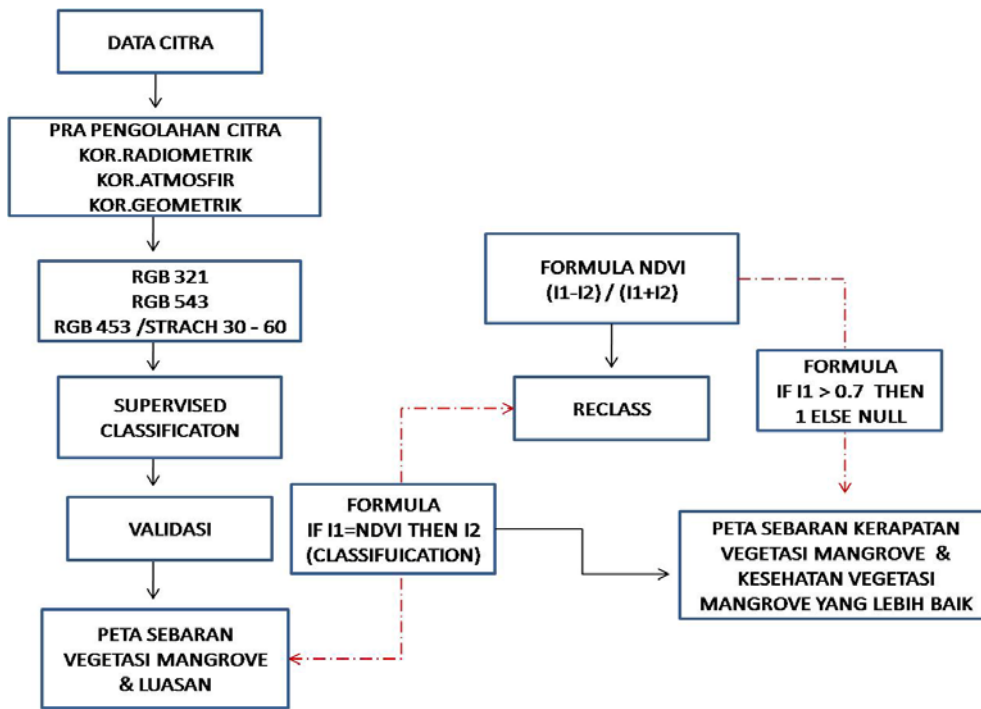 DATA CITRA
PRA PENGOLAHAN CITRA
KOR.RADIOMETRIK
KOR.ATMOSFIR
KOR.GEOMETRIK
RGB 321
RGB 543
RGB 453 /STRACH 30 - 60
SUPERVISED
CLASSIFICATON
VALIDASI
PETA SEBARAN
VEGETASI MANGROVE
& LUASAN
FORMULA
IF I1=NDVI THEN I2
(CLASSIFUICATION)
FORMULA NDVI
(I1-I2) / (I1+I2)
RECLASS
FORMULA
IF I1 > 0.7 THEN
1 ELSE NULL
PETA SEBARAN KERAPATAN
VEGETASI MANGROVE &
KESEHATAN VEGETASI
MANGROVE YANG LEBIH BAIK